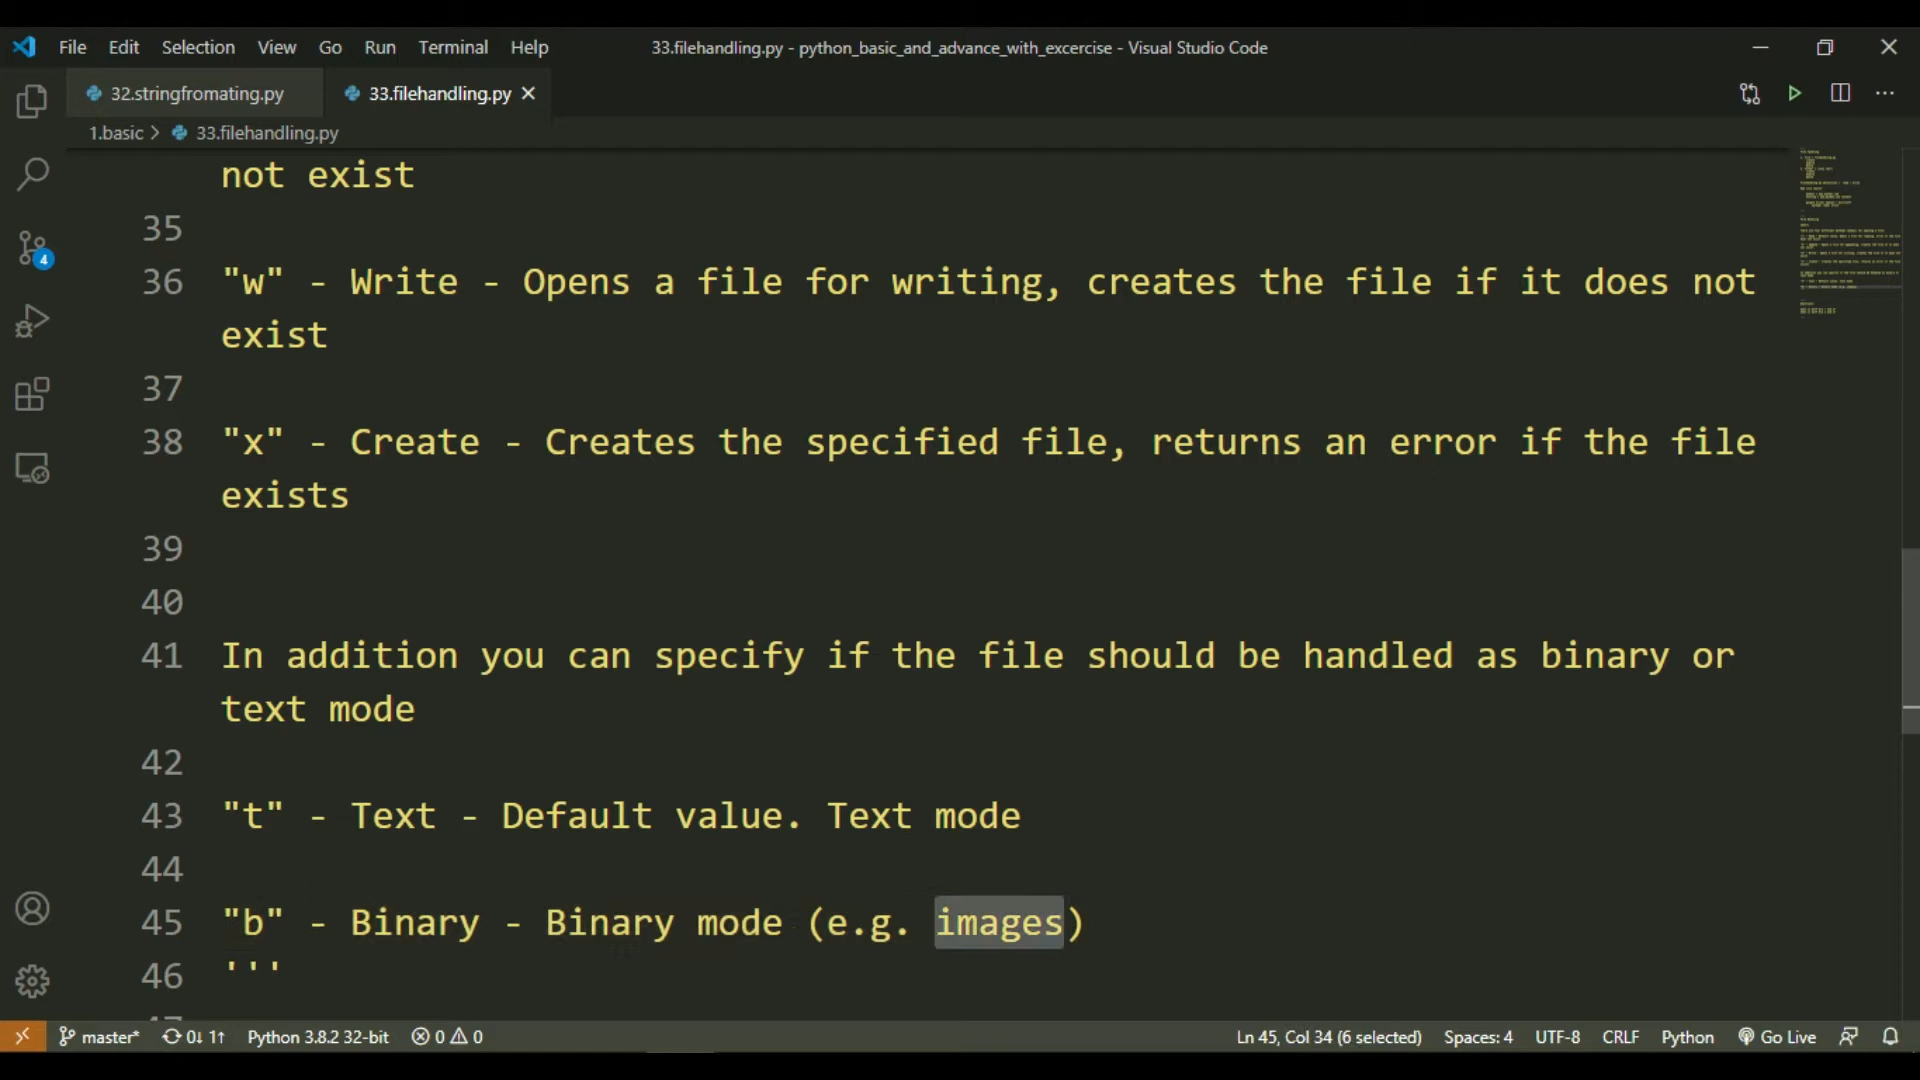 File Edit Selection View Go Run Terminal Help 33.filehandling.py - python_basic_and_advance_with_excercise - Visual Studio Code
32.stringfromating.py 33.filehandling.py
1.basic > 33.filehandling.py
not exist
35
36 "w" - Write - Opens a file for writing, creates the file if it does not
exist
37
38 "x" - Create - Creates the specified file, returns an error if the file
exists
39
40
41 In addition you can specify if the file should be handled as binary or
text mode
42
43 "t" - Text - Default value. Text mode
44
45 "b" - Binary - Binary mode (e.g. images)
46 '''
4
master* 0↓ 1↑ Python 3.8.2 32-bit 0 0 Ln 45, Col 34 (6 selected) Spaces: 4 UTF-8 CRLF Python Go Live